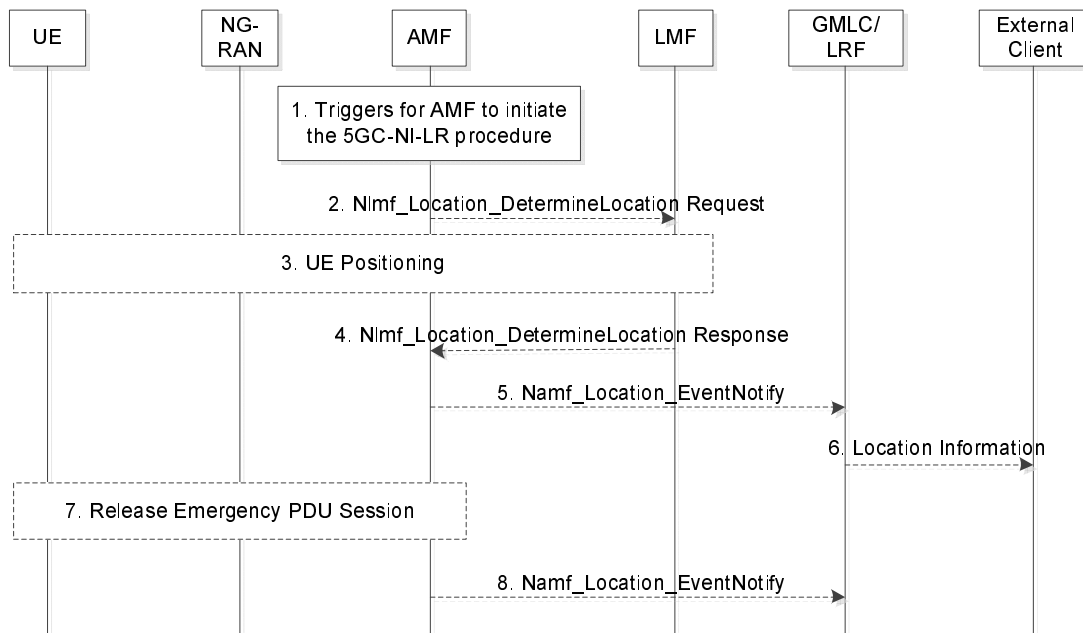 UE
NG-
RAN
AMF
LMF
GMLC/
LRF
External
Client
1. Triggers for AMF to initiate
the 5GC-NI-LR procedure
2. Nlmf_Location_DetermineLocation Request
3. UE Positioning
4. Nlmf_Location_DetermineLocation Response
5. Namf_Location_EventNotify
6. Location Information
7. Release Emergency PDU Session
8. Namf_Location_EventNotify